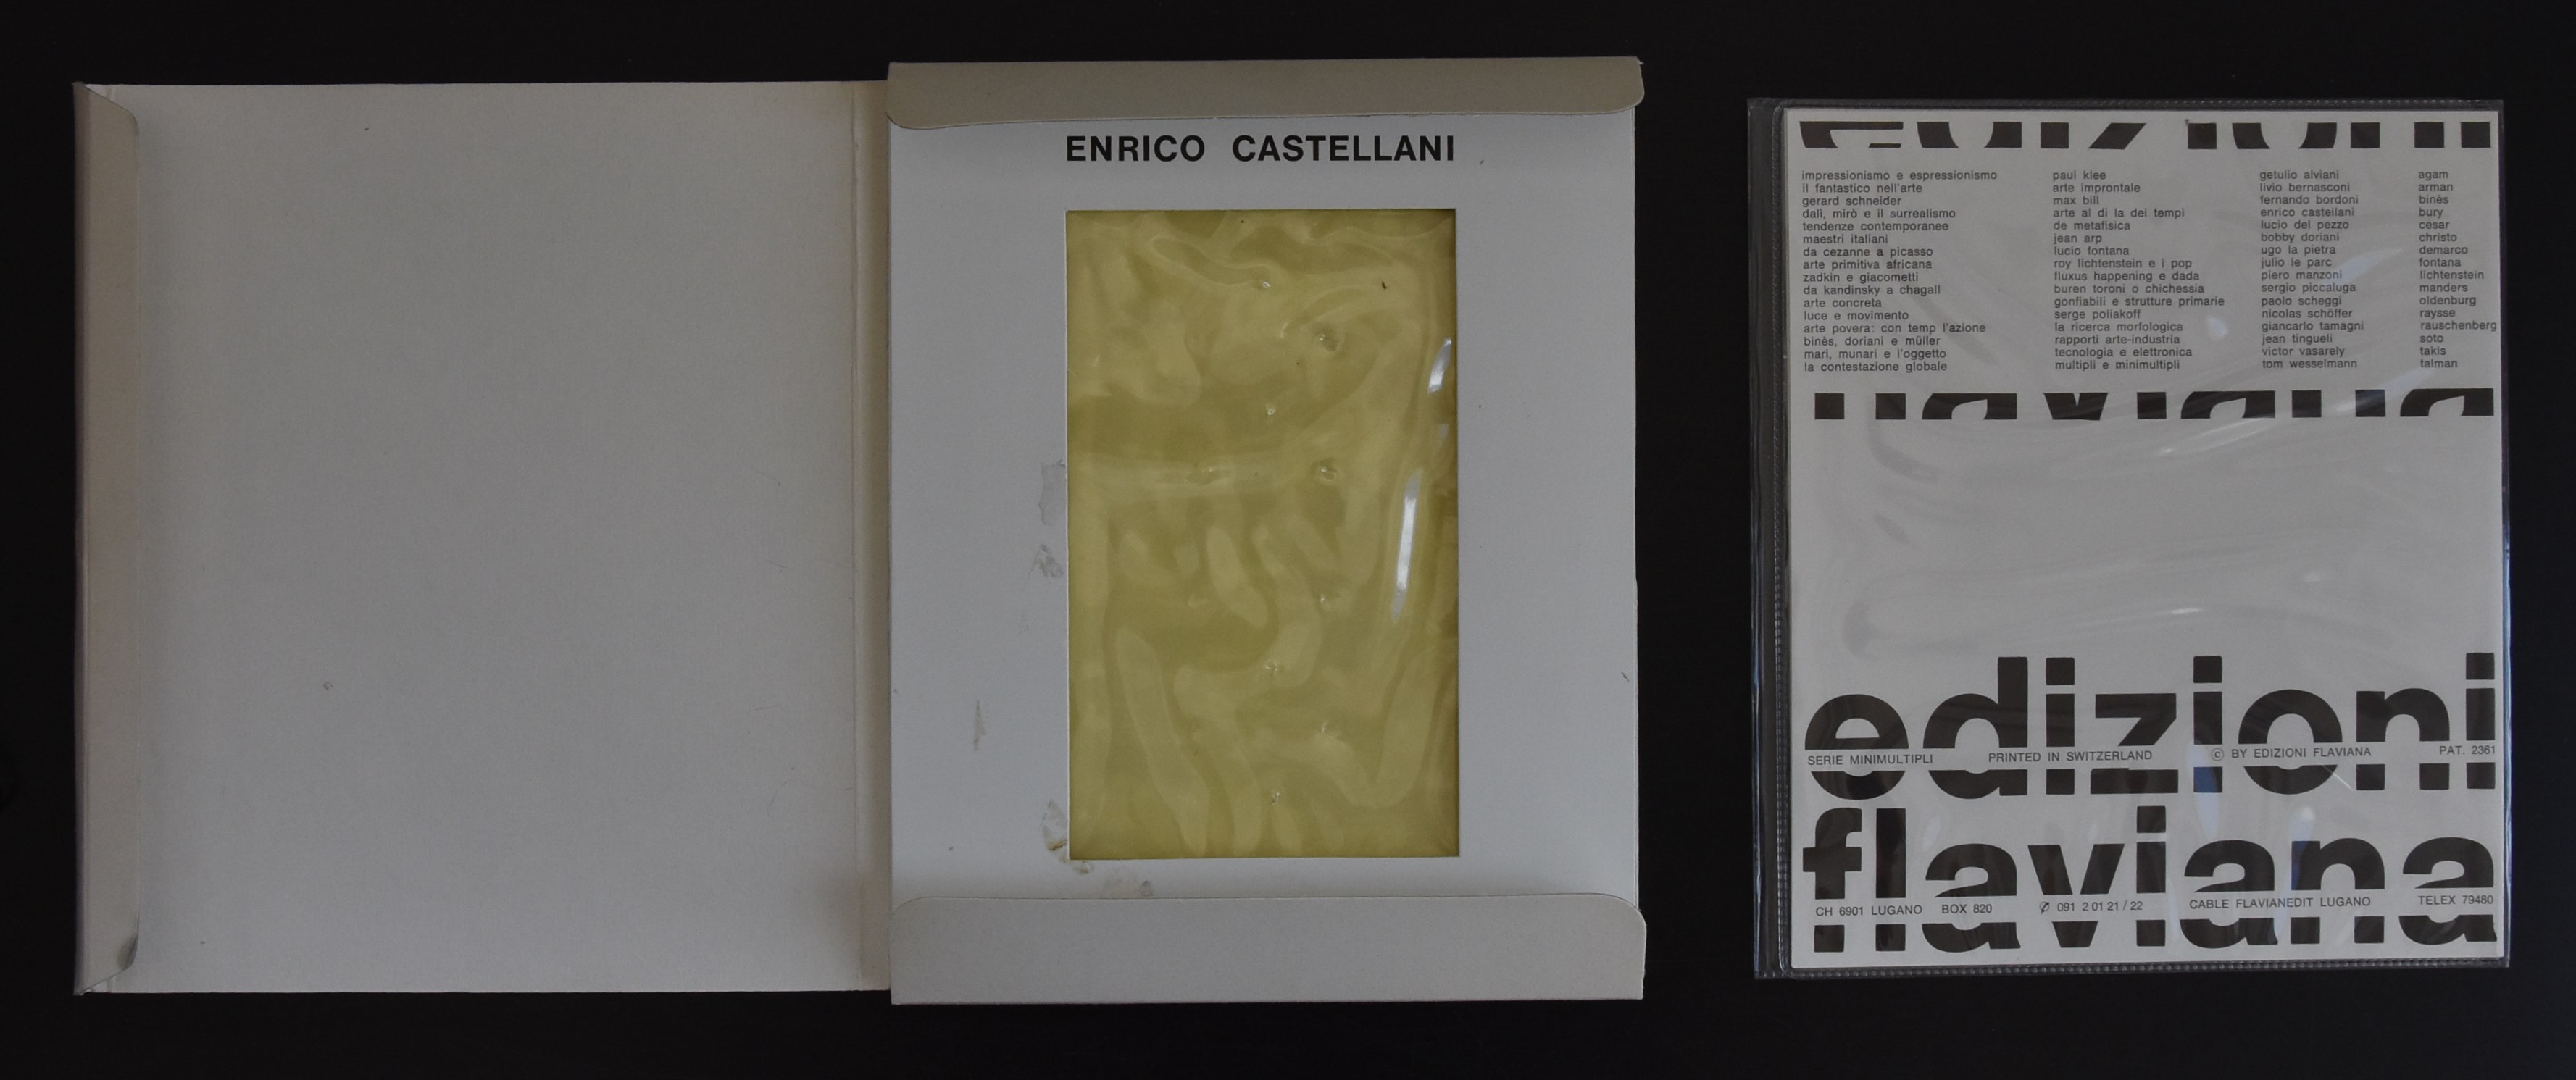 ENRICO CASTELLANI
edizioni
impressionismo e espressionismo
il fantastico nell'arte
gerard schneider
dalì, mirò e il surrealismo
tendenze contemporanee
maestri italiani
da cezanne a picasso
arte primitiva africana
zadkin e giacometti
da kandinsky a chagall
arte concreta
luce e movimento
arte povera: con temp l'azione
binès, doriani e müller
mari, munari e l'oggetto
la contestazione globale
paul klee
arte improntale
max bill
arte al di la dei tempi
de metafisica
jean arp
lucio fontana
roy lichtenstein e i pop
fluxus happening e dada
buren toroni o chichessia
gonfiabili e strutture primarie
serge poliakoff
la ricerca morfologica
rapporti arte-industria
tecnologia e elettronica
multipli e minimultipli
getulio alviani
livio bernasconi
fernando bordoni
enrico castellani
lucio del pezzo
bobby doriani
ugo la pietra
julio le parc
piero manzoni
sergio piccaluga
paolo scheggi
nicolas schöffer
giancarlo tamagni
jean tingueli
victor vasarely
tom wesselmann
agam
arman
binès
bury
cesar
christo
demarco
fontana
lichtenstein
manders
oldenburg
raysse
rauschenberg
soto
takis
talman
flaviana
edizioni
SERIE MINIMULTIPLI PRINTED IN SWITZERLAND © BY EDIZIONI FLAVIANA PAT. 2361
flaviana
CH 6901 LUGANO BOX 820 ✆ 091 2 01 21 / 22 CABLE FLAVIANEDIT LUGANO TELEX 79480